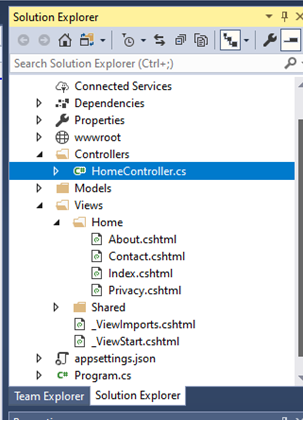 Solution Explorer
Search Solution Explorer (Ctrl+;)
Connected Services
Dependencies
Properties
wwwroot
Controllers
C# HomeController.cs
Models
Views
Home
About.cshtml
Contact.cshtml
Index.cshtml
Privacy.cshtml
Shared
_ViewImports.cshtml
_ViewStart.cshtml
appsettings.json
C# Program.cs
Team Explorer Solution Explorer